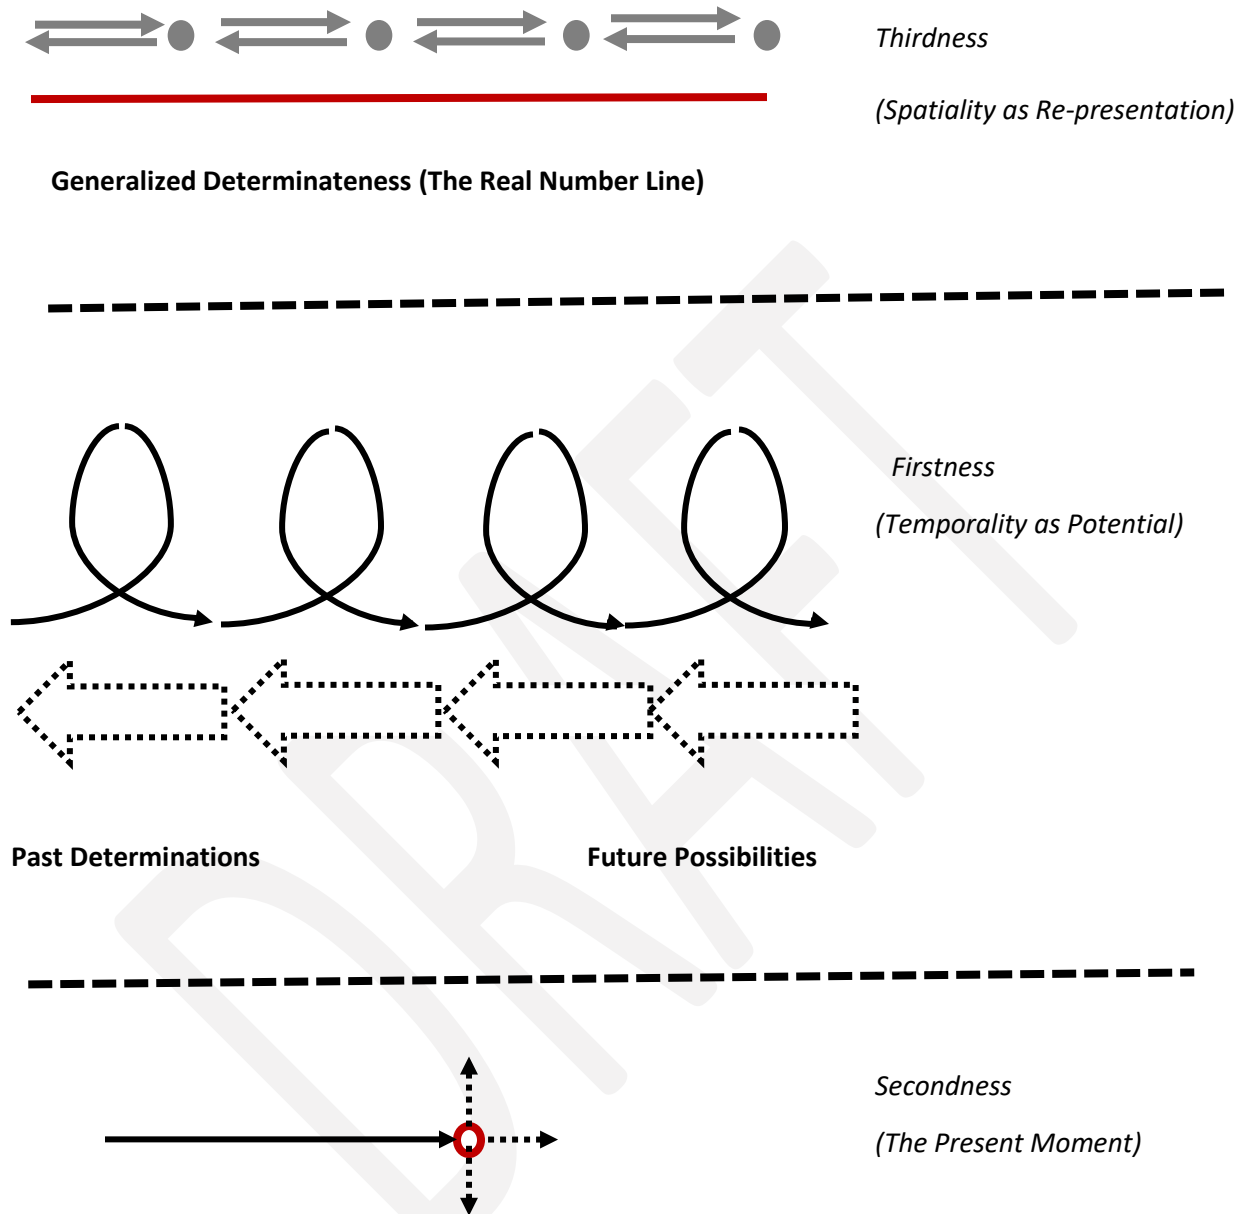 Thirdness
(Spatiality as Re-presentation)
Generalized Determinateness (The Real Number Line)
Firstness
(Temporality as Potential)
Past Determinations
Future Possibilities
Secondness
(The Present Moment)
DRAFT